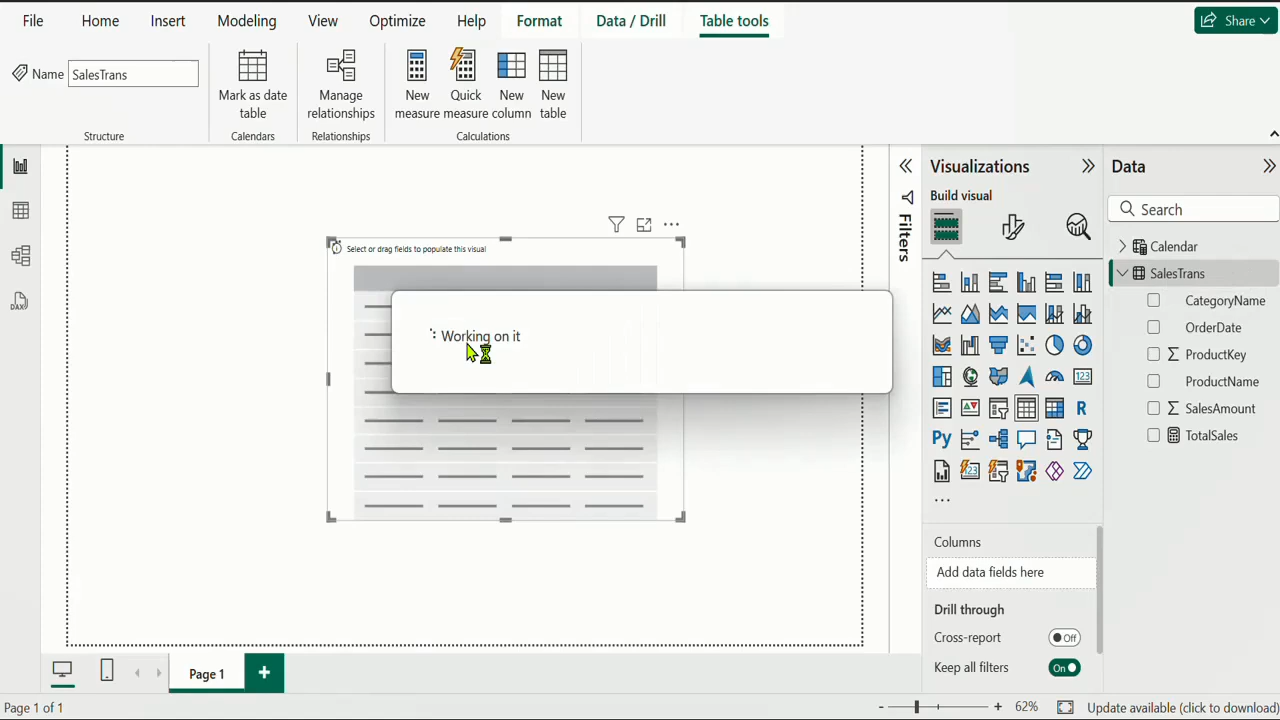 File Home Insert Modeling View Optimize Help Format Data / Drill Table tools Share
Name SalesTrans
Mark as date table
Manage relationships
New measure
Quick measure
New column
New table
Structure Calendars Relationships Calculations
Visualizations
Data
Build visual
Search
Filters
Select or drag fields to populate this visual
Working on it
Calendar
SalesTrans
CategoryName
OrderDate
ProductKey
ProductName
SalesAmount
TotalSales
DAX
R
Py
123
123
...
Columns
Add data fields here
Drill through
Cross-report Off
Keep all filters On
Page 1 +
Page 1 of 1
- + 62% Update available (click to download)